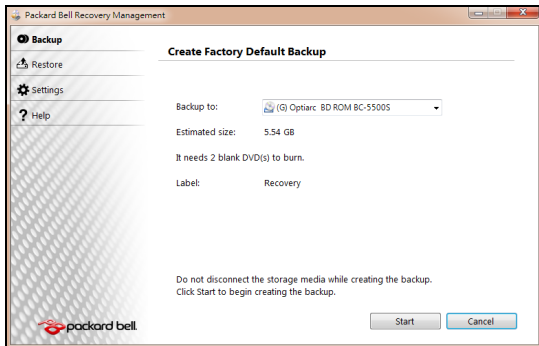 Packard Bell Recovery Management
Backup
Restore
Settings
? Help
Create Factory Default Backup
Backup to: (G) Optiarc BD ROM BC-5500S
Estimated size: 5.54 GB
It needs 2 blank DVD(s) to burn.
Label: Recovery
Do not disconnect the storage media while creating the backup.
Click Start to begin creating the backup.
packard bell.
Start Cancel